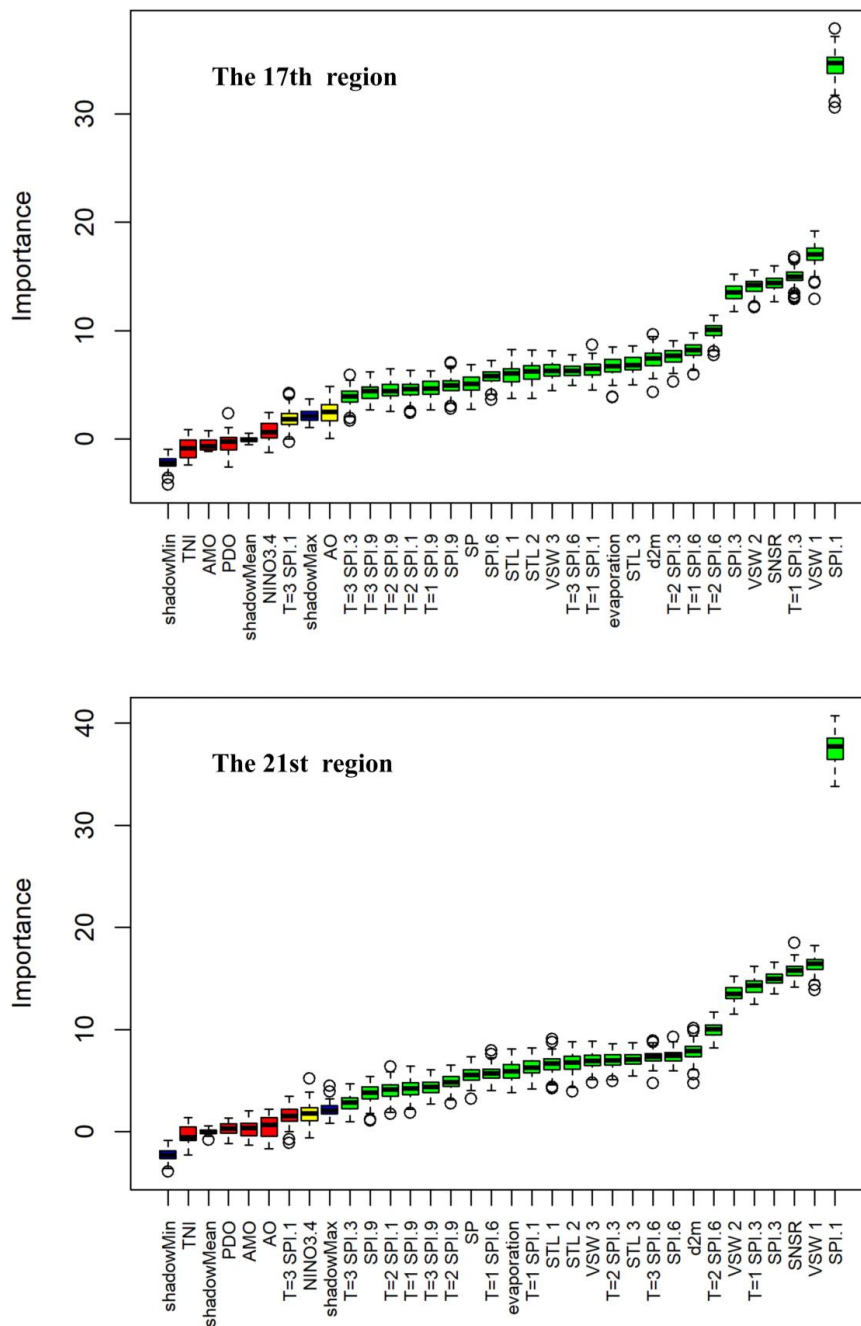 The 17th region
Importance
30
20
10
0
shadowMin
TNI
AMO
PDO
shadowMean
NINO3.4
T=3 SPI.1
shadowMax
AO
T=3 SPI.3
T=3 SPI.9
T=2 SPI.9
T=2 SPI.1
T=1 SPI.9
SPI.9
SP
SPI.6
STL 1
STL 2
VSW 3
T=3 SPI.6
T=1 SPI.1
evaporation
STL 3
d2m
T=2 SPI.3
T=1 SPI.6
T=2 SPI.6
SPI.3
VSW 2
SNSR
T=1 SPI.3
VSW 1
SPI.1
The 21st region
Importance
40
30
20
10
0
shadowMin
TNI
shadowMean
PDO
AMO
AO
T=3 SPI.1
NINO3.4
shadowMax
T=3 SPI.3
SPI.9
T=2 SPI.1
T=1 SPI.9
T=3 SPI.9
T=2 SPI.9
SP
T=1 SPI.6
evaporation
T=1 SPI.1
STL 1
STL 2
VSW 3
T=2 SPI.3
STL 3
T=3 SPI.6
SPI.6
d2m
T=2 SPI.6
VSW 2
T=1 SPI.3
SPI.3
SNSR
VSW 1
SPI.1